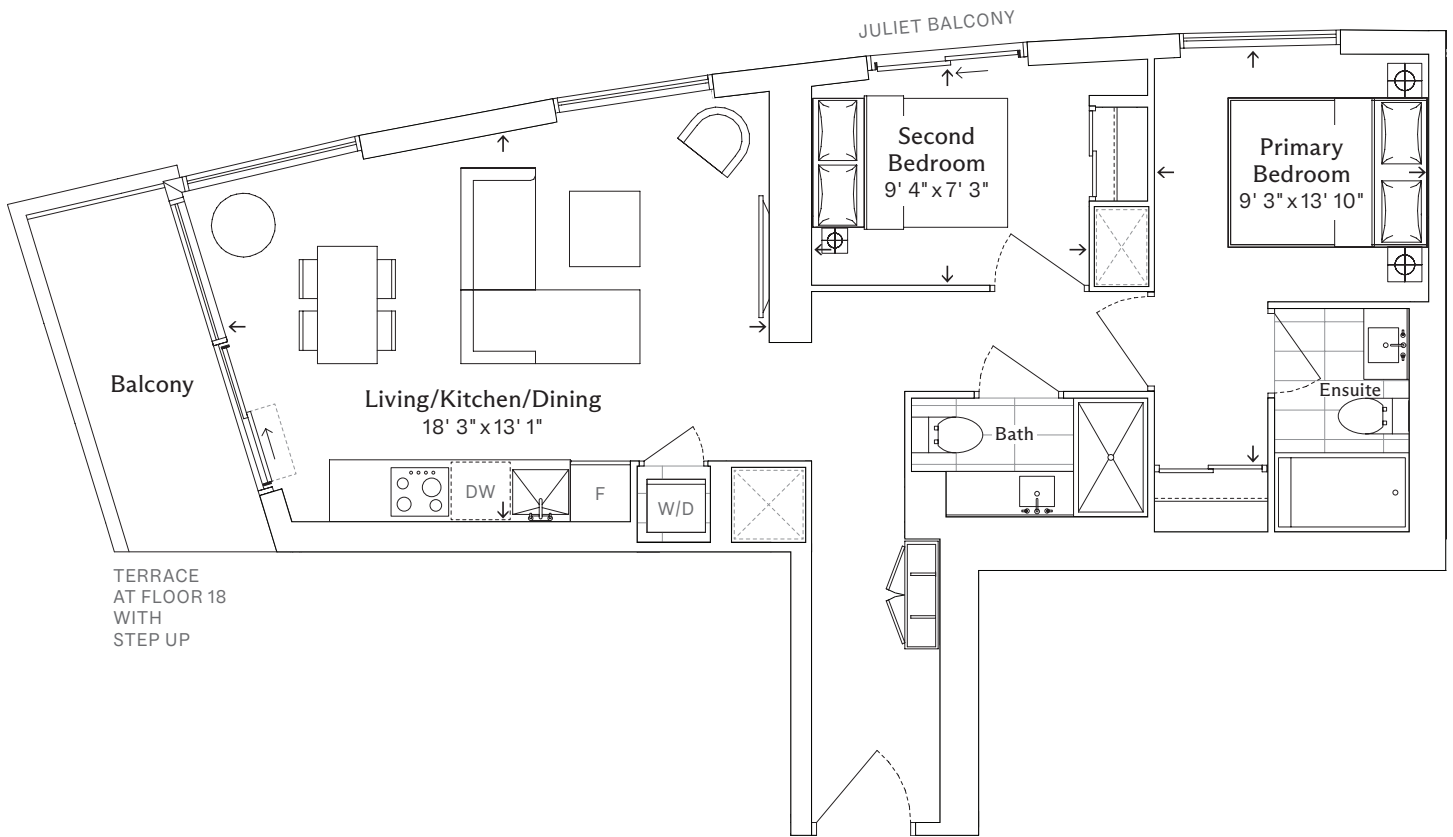 JULIET BALCONY
Second
Bedroom
9' 4" x 7' 3"
Primary
Bedroom
9' 3" x 13' 10"
Balcony
Living/Kitchen/Dining
18' 3" x 13' 1"
Ensuite
Bath
DW
F
W/D
TERRACE
AT FLOOR 18
WITH
STEP UP